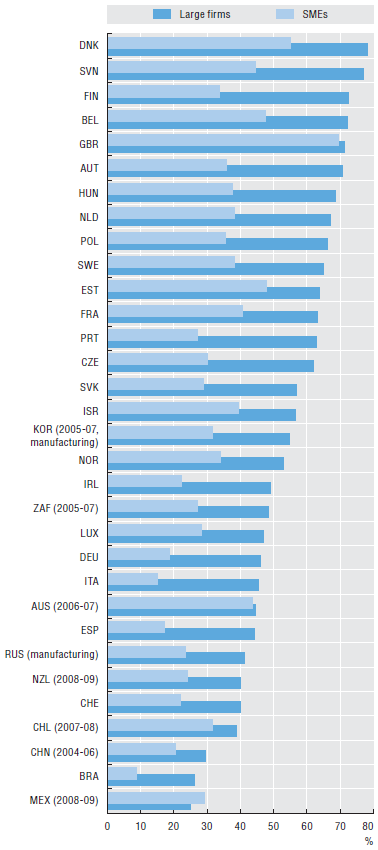 Large firms SMEs
DNK
SVN
FIN
BEL
GBR
AUT
HUN
NLD
POL
SWE
EST
FRA
PRT
CZE
SVK
ISR
KOR (2005-07,
manufacturing)
NOR
IRL
ZAF (2005-07)
LUX
DEU
ITA
AUS (2006-07)
ESP
RUS (manufacturing)
NZL (2008-09)
CHE
CHL (2007-08)
CHN (2004-06)
BRA
MEX (2008-09)
0 10 20 30 40 50 60 70 80
%